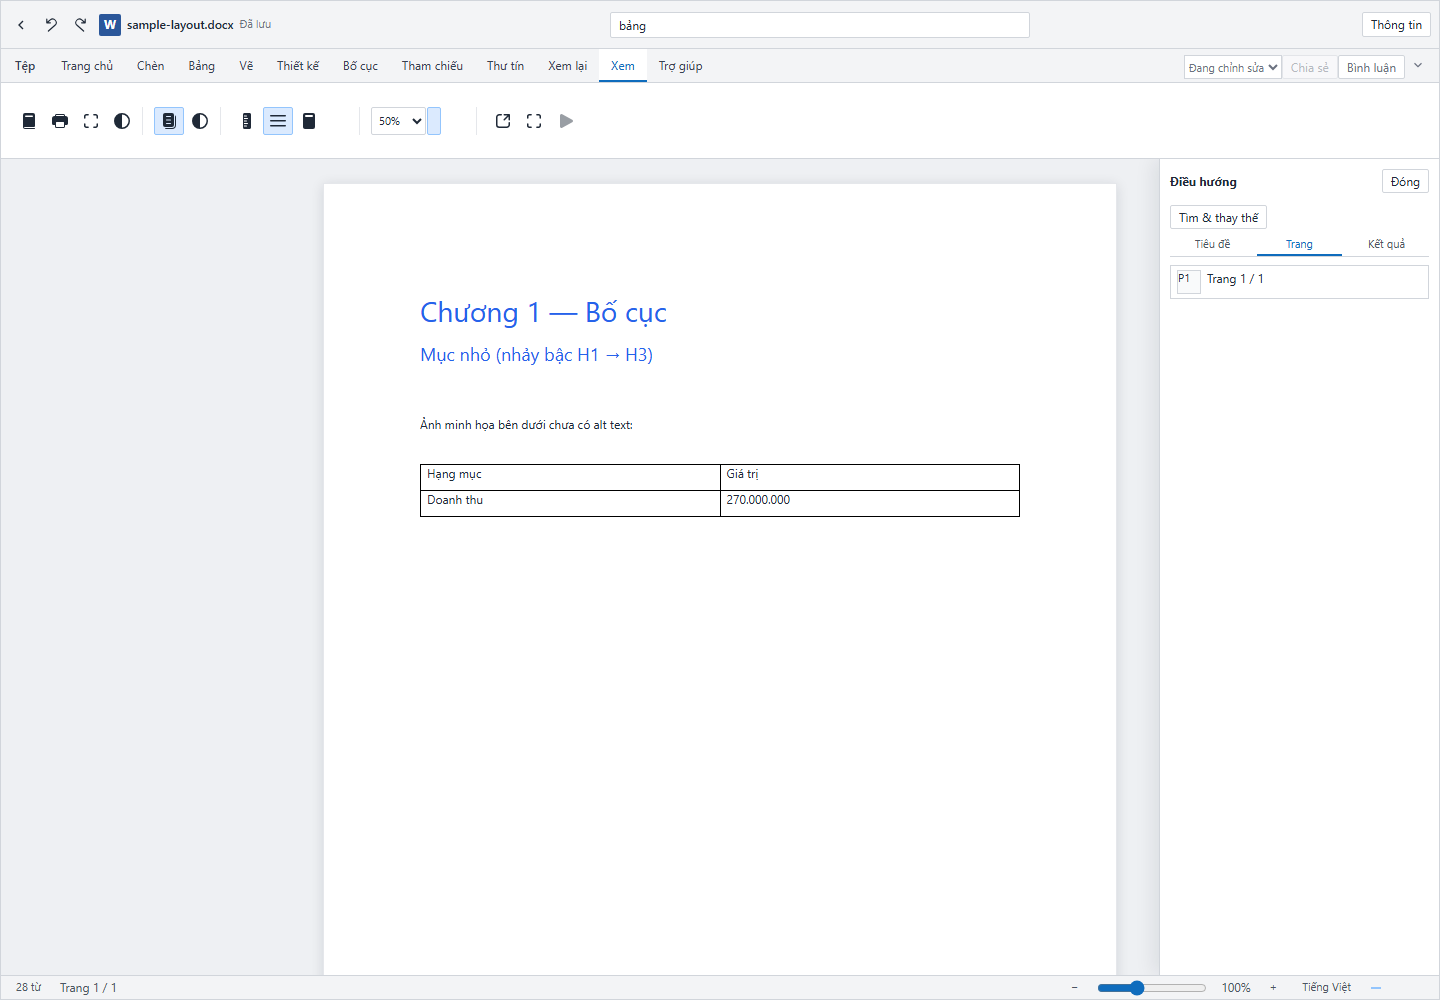 W sample-layout.docx Đã lưu
bảng
Thông tin
Tệp Trang chủ Chèn Bảng Vẽ Thiết kế Bố cục Tham chiếu Thư tín Xem lại Xem Trợ giúp
Đang chỉnh sửa Chia sẻ Bình luận
50%
Chương 1 — Bố cục
Mục nhỏ (nhảy bậc H1 → H3)
Ảnh minh họa bên dưới chưa có alt text:
Hạng mục Giá trị
Doanh thu 270.000.000
Điều hướng Đóng
Tìm & thay thế
Tiêu đề Trang Kết quả
P1 Trang 1 / 1
28 từ Trang 1 / 1
− 100% + Tiếng Việt